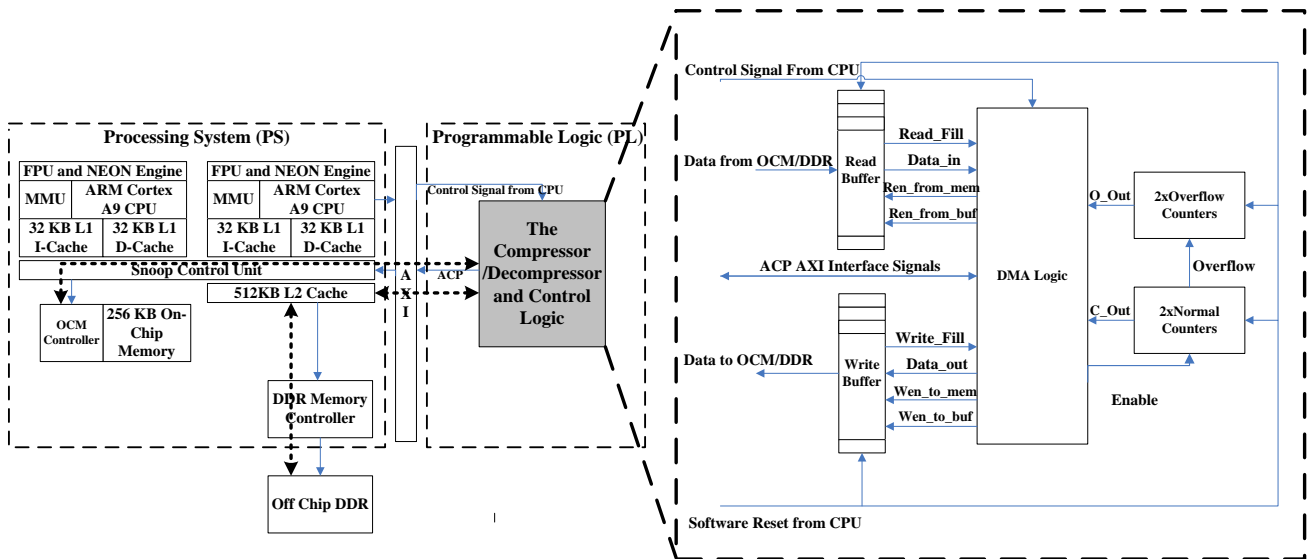 Processing System (PS)
FPU and NEON Engine
MMU
ARM Cortex
A9 CPU
32 KB L1
I-Cache
32 KB L1
D-Cache
FPU and NEON Engine
MMU
ARM Cortex
A9 CPU
32 KB L1
I-Cache
32 KB L1
D-Cache
Snoop Control Unit
512KB L2 Cache
OCM
Controller
256 KB On-
Chip
Memory
DDR Memory
Controller
Off Chip DDR
A
X
I
Programmable Logic (PL)
Control Signal from CPU
ACP
The
Compressor
/Decompressor
and Control
Logic
Control Signal From CPU
Data from OCM/DDR
Read
Buffer
Read_Fill
Data_in
Ren_from_mem
Ren_from_buf
ACP AXI Interface Signals
DMA Logic
O_Out
2xOverflow
Counters
Overflow
C_Out
2xNormal
Counters
Enable
Data to OCM/DDR
Write
Buffer
Write_Fill
Data_out
Wen_to_mem
Wen_to_buf
Software Reset from CPU